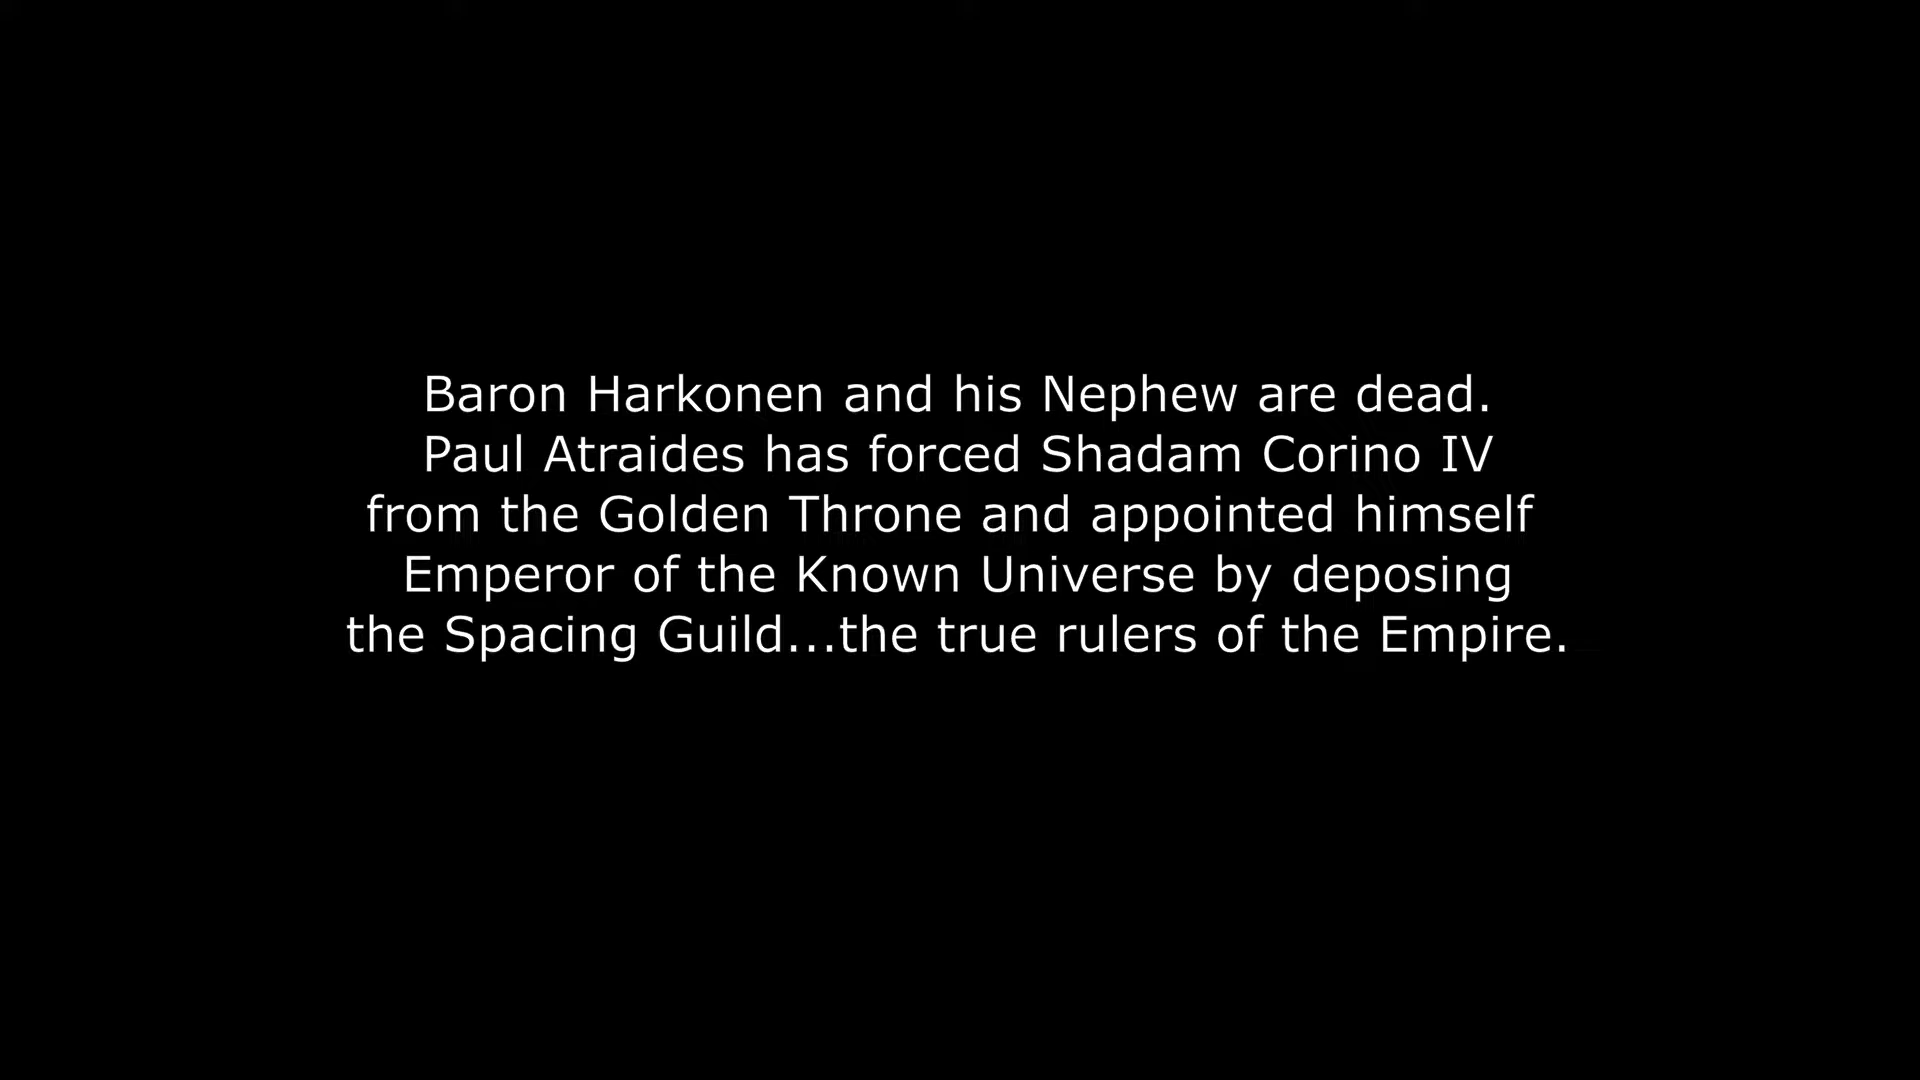 Baron Harkonen and his Nephew are dead.
Paul Atraides has forced Shadam Corino IV
from the Golden Throne and appointed himself
Emperor of the Known Universe by deposing
the Spacing Guild...the true rulers of the Empire.